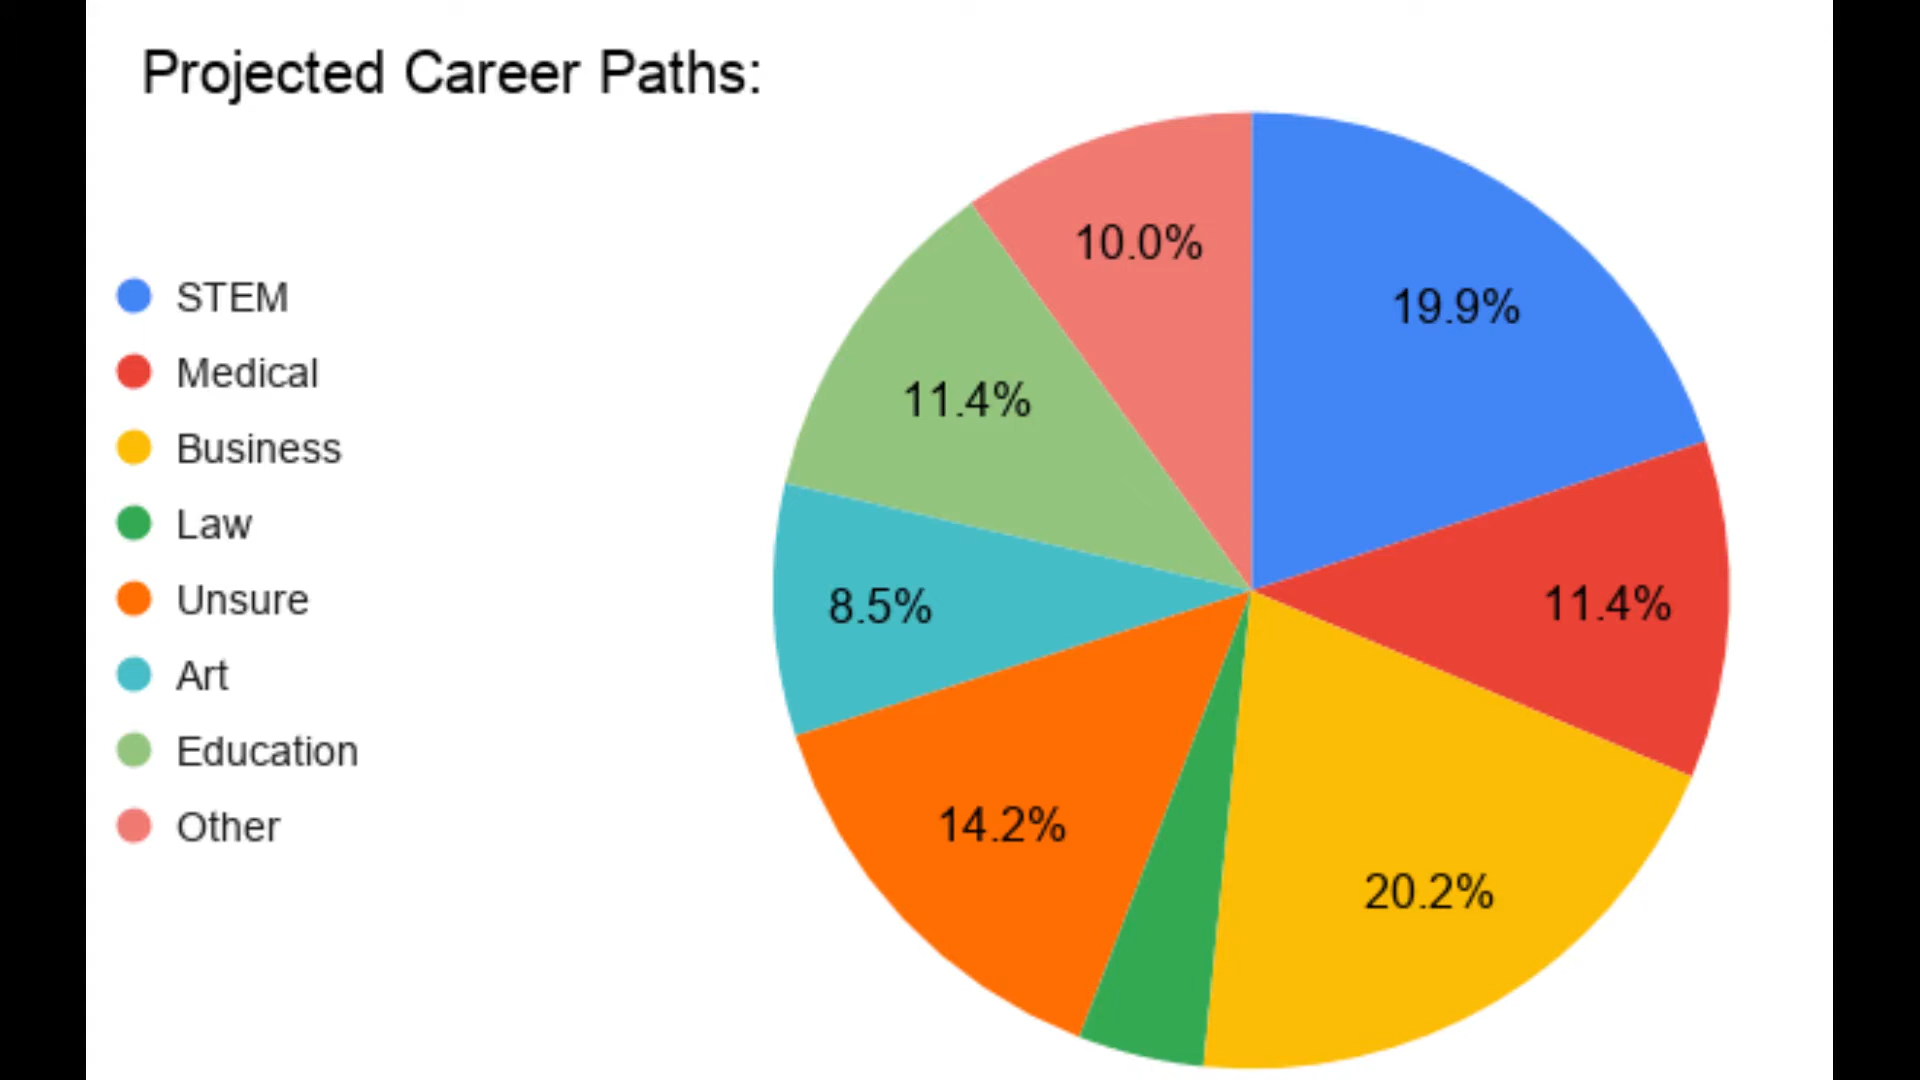 Projected Career Paths:
STEM
Medical
Business
Law
Unsure
Art
Education
Other
10.0%
19.9%
11.4%
11.4%
8.5%
14.2%
20.2%